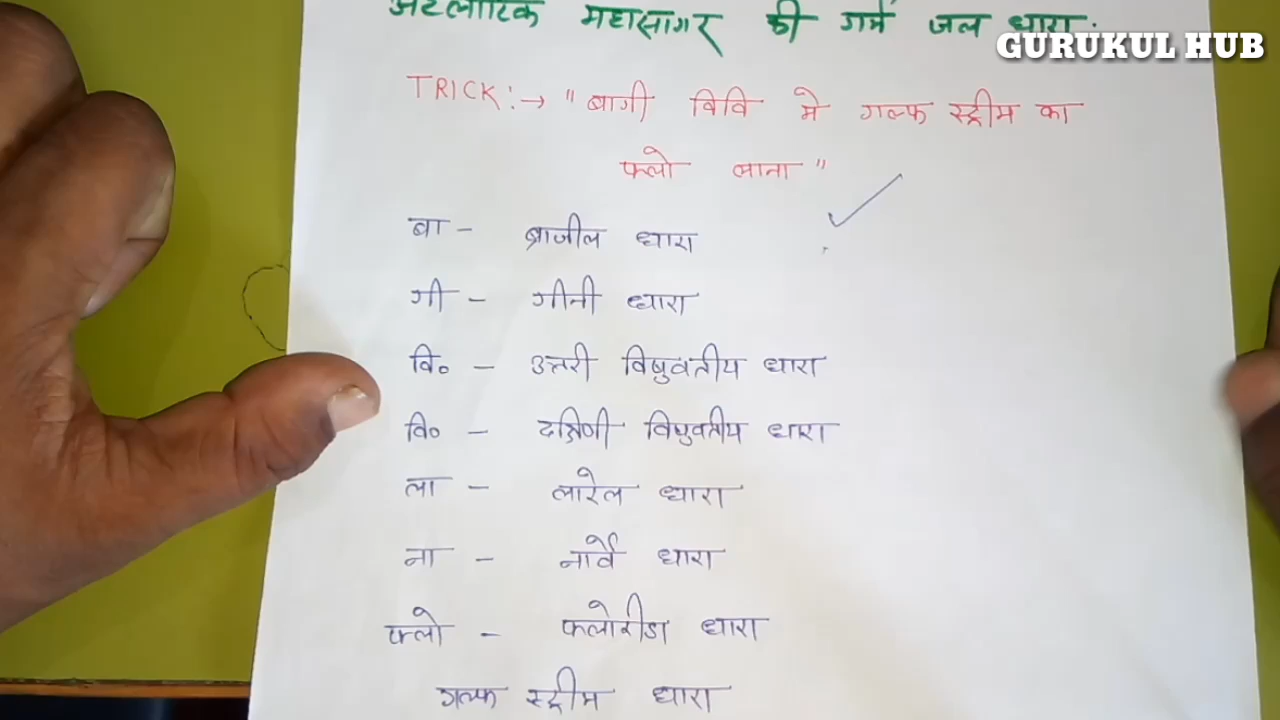 अटलांटिक महासागर की गर्म जल धारा.
GURUKUL HUB
TRICK:→ "बागी विवि मे गल्फ स्ट्रीम का
फ्लो लाना"
बा - ब्राजील धारा
गी - गीनी धारा
वि० - उत्तरी विषुवतीय धारा
वि० - दक्षिणी विषुवतीय धारा
ला - लारेल धारा
ना - नार्वे धारा
फ्लो - फ्लोरीडा धारा
गल्फ स्ट्रीम धारा